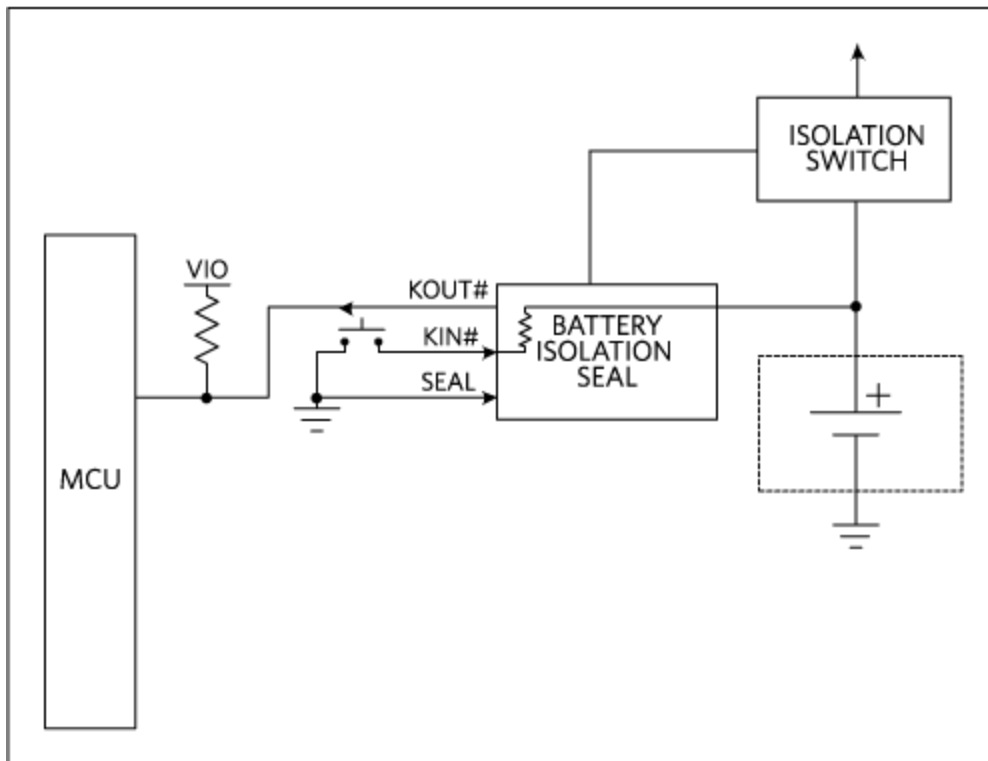 ISOLATION
SWITCH
VIO
KOUT#
KIN#
SEAL
BATTERY
ISOLATION
SEAL
+
MCU